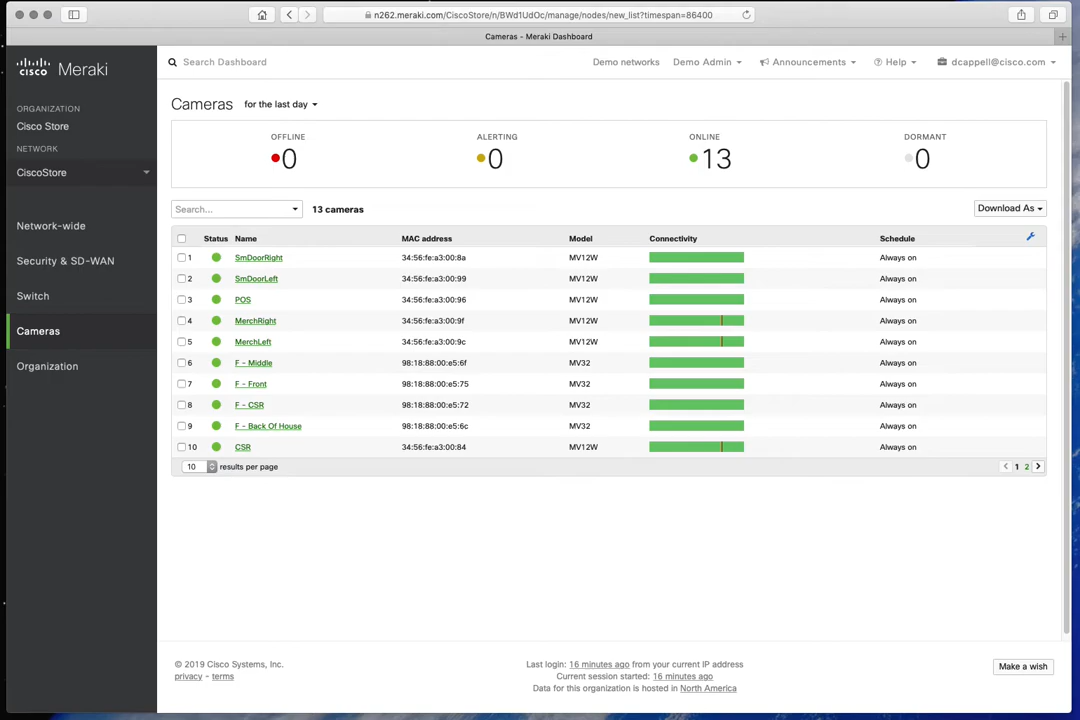 n262.meraki.com/CiscoStore/n/BWd1UdOc/manage/nodes/new_list?timespan=86400
Cameras - Meraki Dashboard
CISCO Meraki
Search Dashboard
Demo networks Demo Admin Announcements Help dcappell@cisco.com
ORGANIZATION
Cisco Store
NETWORK
CiscoStore
Network-wide
Security & SD-WAN
Switch
Cameras
Organization
Cameras for the last day
OFFLINE ALERTING ONLINE DORMANT
0 0 13 0
Search... 13 cameras Download As
Status Name MAC address Model Connectivity Schedule
1 SmDoorRight 34:56:fe:a3:00:8a MV12W Always on
2 SmDoorLeft 34:56:fe:a3:00:99 MV12W Always on
3 POS 34:56:fe:a3:00:96 MV12W Always on
4 MerchRight 34:56:fe:a3:00:9f MV12W Always on
5 MerchLeft 34:56:fe:a3:00:9c MV12W Always on
6 F - Middle 98:18:88:00:e5:6f MV32 Always on
7 F - Front 98:18:88:00:e5:75 MV32 Always on
8 F - CSR 98:18:88:00:e5:72 MV32 Always on
9 F - Back Of House 98:18:88:00:e5:6c MV32 Always on
10 CSR 34:56:fe:a3:00:84 MV12W Always on
10 results per page 1 2
© 2019 Cisco Systems, Inc.
privacy - terms
Last login: 16 minutes ago from your current IP address
Current session started: 16 minutes ago
Data for this organization is hosted in North America
Make a wish